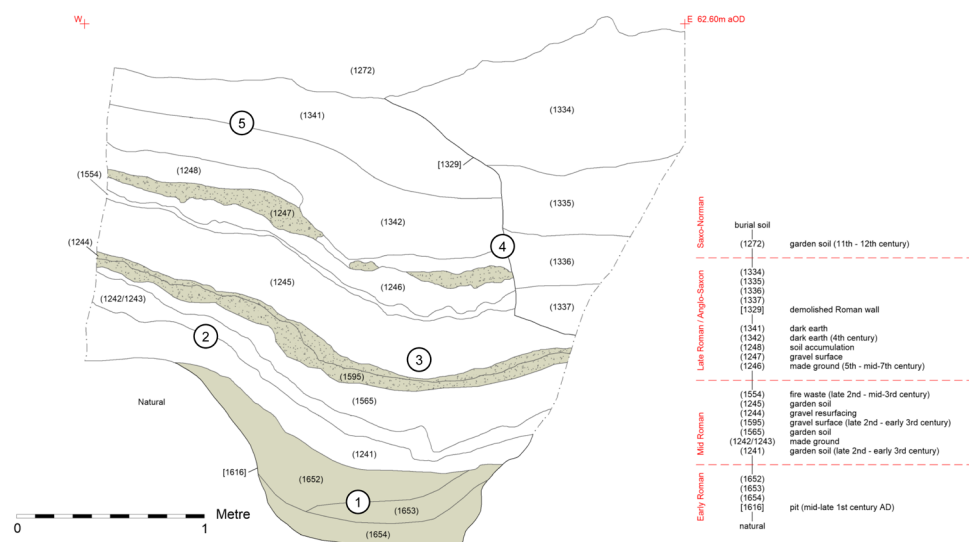 W
E 62.60m aOD
(1272)
(1334)
(1341)
5
[1329]
(1554)
(1248)
(1247)
(1335)
(1342)
4
(1244)
(1336)
(1245)
(1246)
(1242/1243)
(1337)
2
3
(1595)
Natural
(1565)
(1241)
[1616]
(1652)
1
(1653)
(1654)
0
1
Metre
Saxo-Norman
burial soil
(1272) garden soil (11th - 12th century)
Late Roman / Anglo-Saxon
(1334)
(1335)
(1336)
(1337)
[1329] demolished Roman wall
(1341) dark earth
(1342) dark earth (4th century)
(1248) soil accumulation
(1247) gravel surface
(1246) made ground (5th - mid-7th century)
Mid Roman
(1554) fire waste (late 2nd - mid-3rd century)
(1245) garden soil
(1244) gravel resurfacing
(1595) gravel surface (late 2nd - early 3rd century)
(1565) garden soil
(1242/1243) made ground
(1241) garden soil (late 2nd - early 3rd century)
Early Roman
(1652)
(1653)
(1654)
[1616] pit (mid-late 1st century AD)
natural